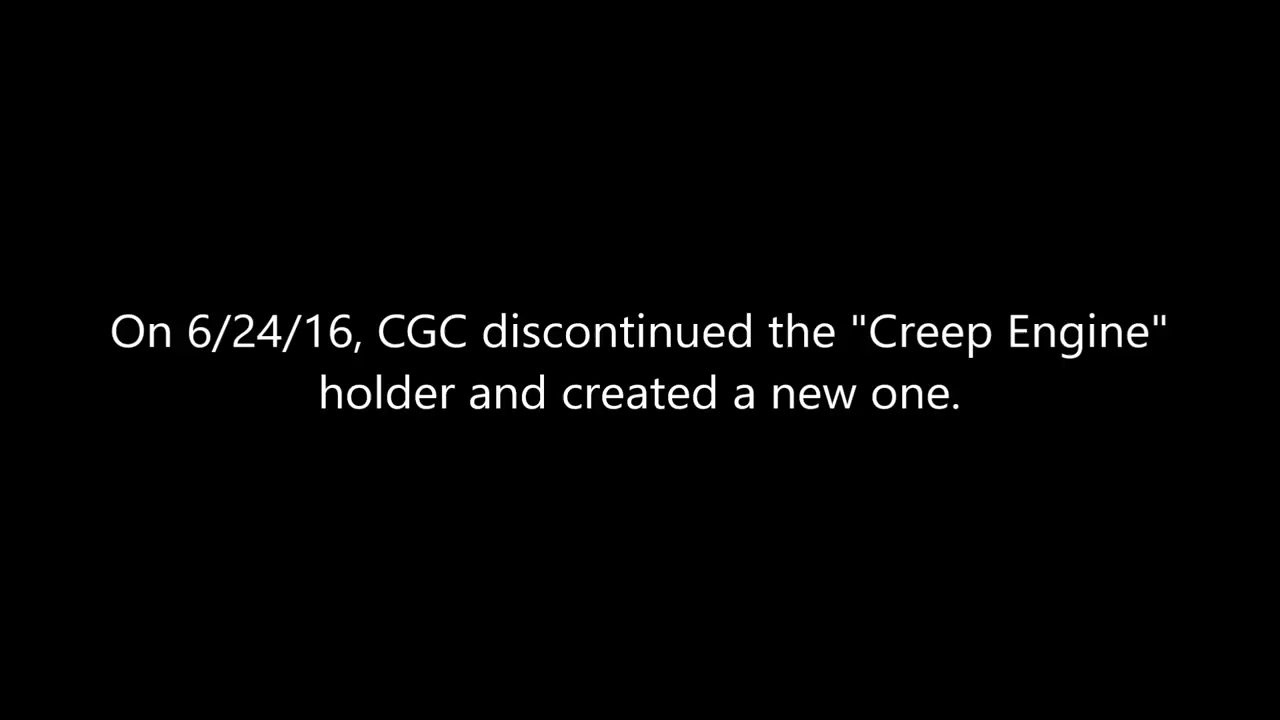 On 6/24/16, CGC discontinued the "Creep Engine"
holder and created a new one.